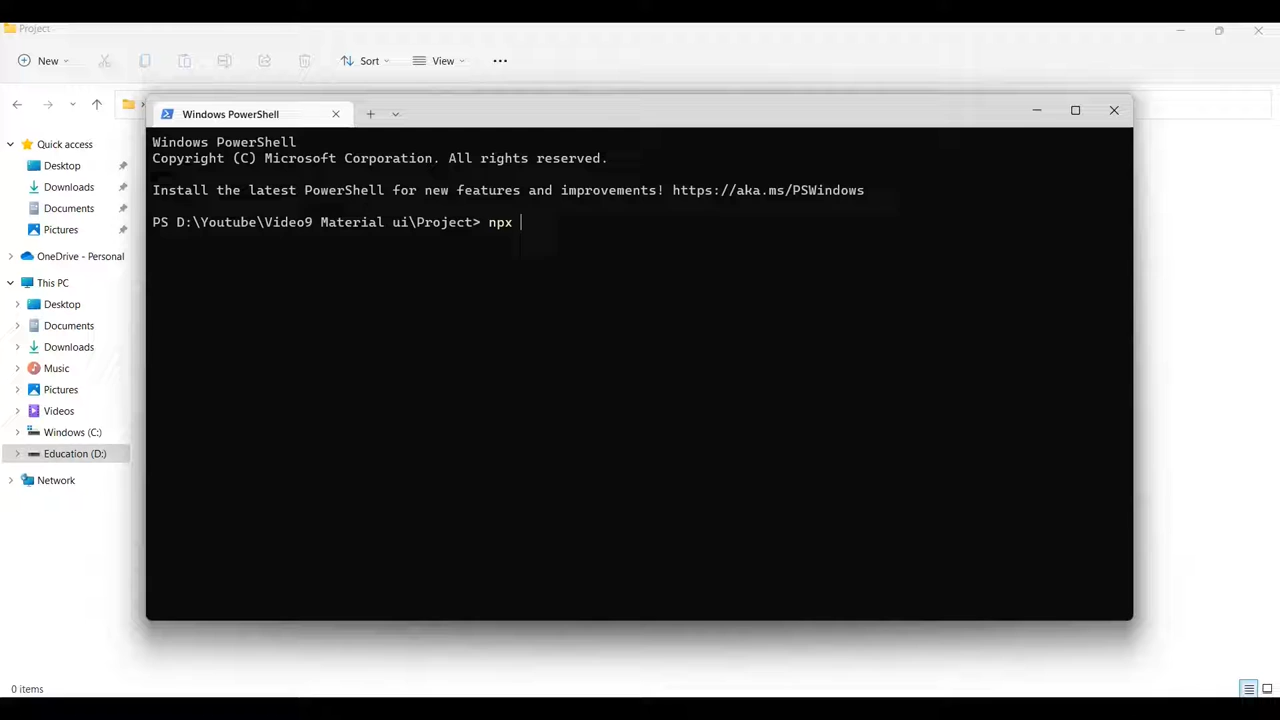 Project
New
Sort
View
Windows PowerShell
Windows PowerShell
Copyright (C) Microsoft Corporation. All rights reserved.
Install the latest PowerShell for new features and improvements! https://aka.ms/PSWindows
PS D:\Youtube\Video9 Material ui\Project> npx
Quick access
Desktop
Downloads
Documents
Pictures
OneDrive - Personal
This PC
Desktop
Documents
Downloads
Music
Pictures
Videos
Windows (C:)
Education (D:)
Network
0 items